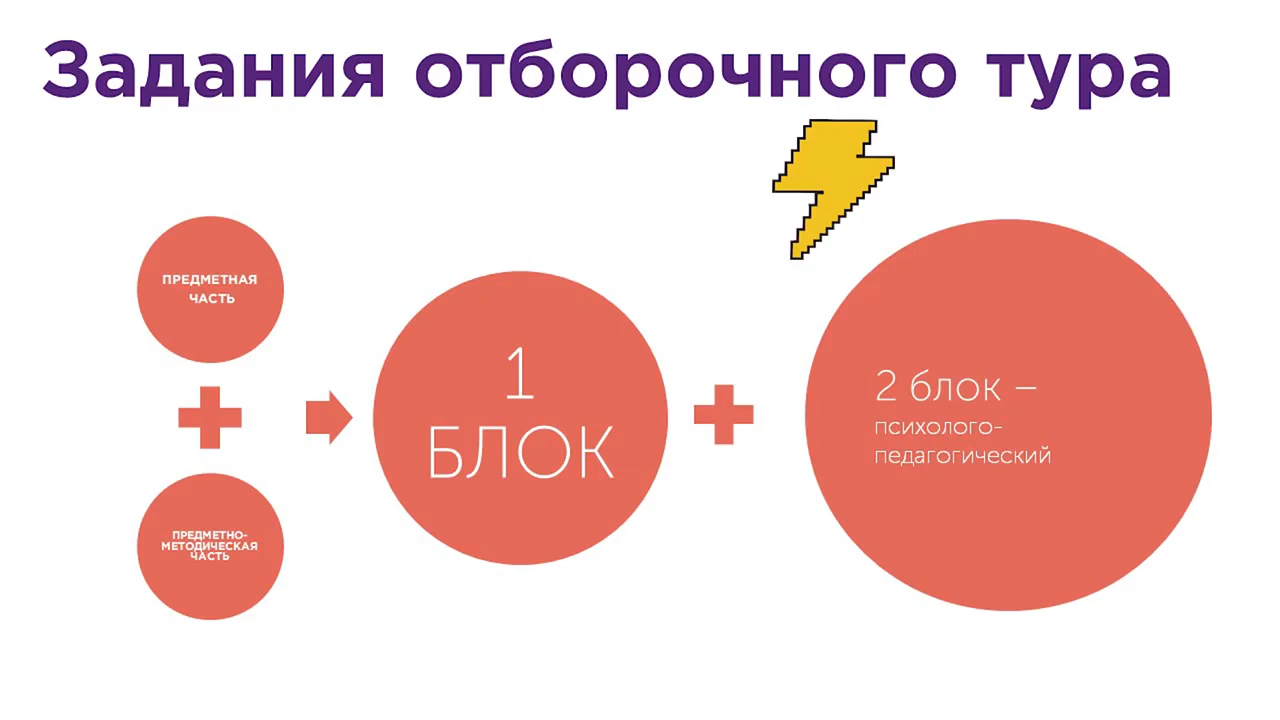 Задания отборочного тура
ПРЕДМЕТНАЯ
ЧАСТЬ
ПРЕДМЕТНО-
МЕТОДИЧЕСКАЯ
ЧАСТЬ
1
БЛОК
2 блок –
психолого-
педагогический